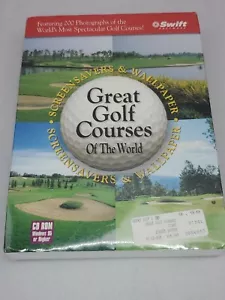 Featuring 200 Photographs of the
World's Most Spectacular Golf Courses!
Swift
SCREENSAVERS & WALLPAPER
Great
Golf
Courses
Of The World
SCREENSAVERS & WALLPAPER
CD ROM
Windows 95
or Higher